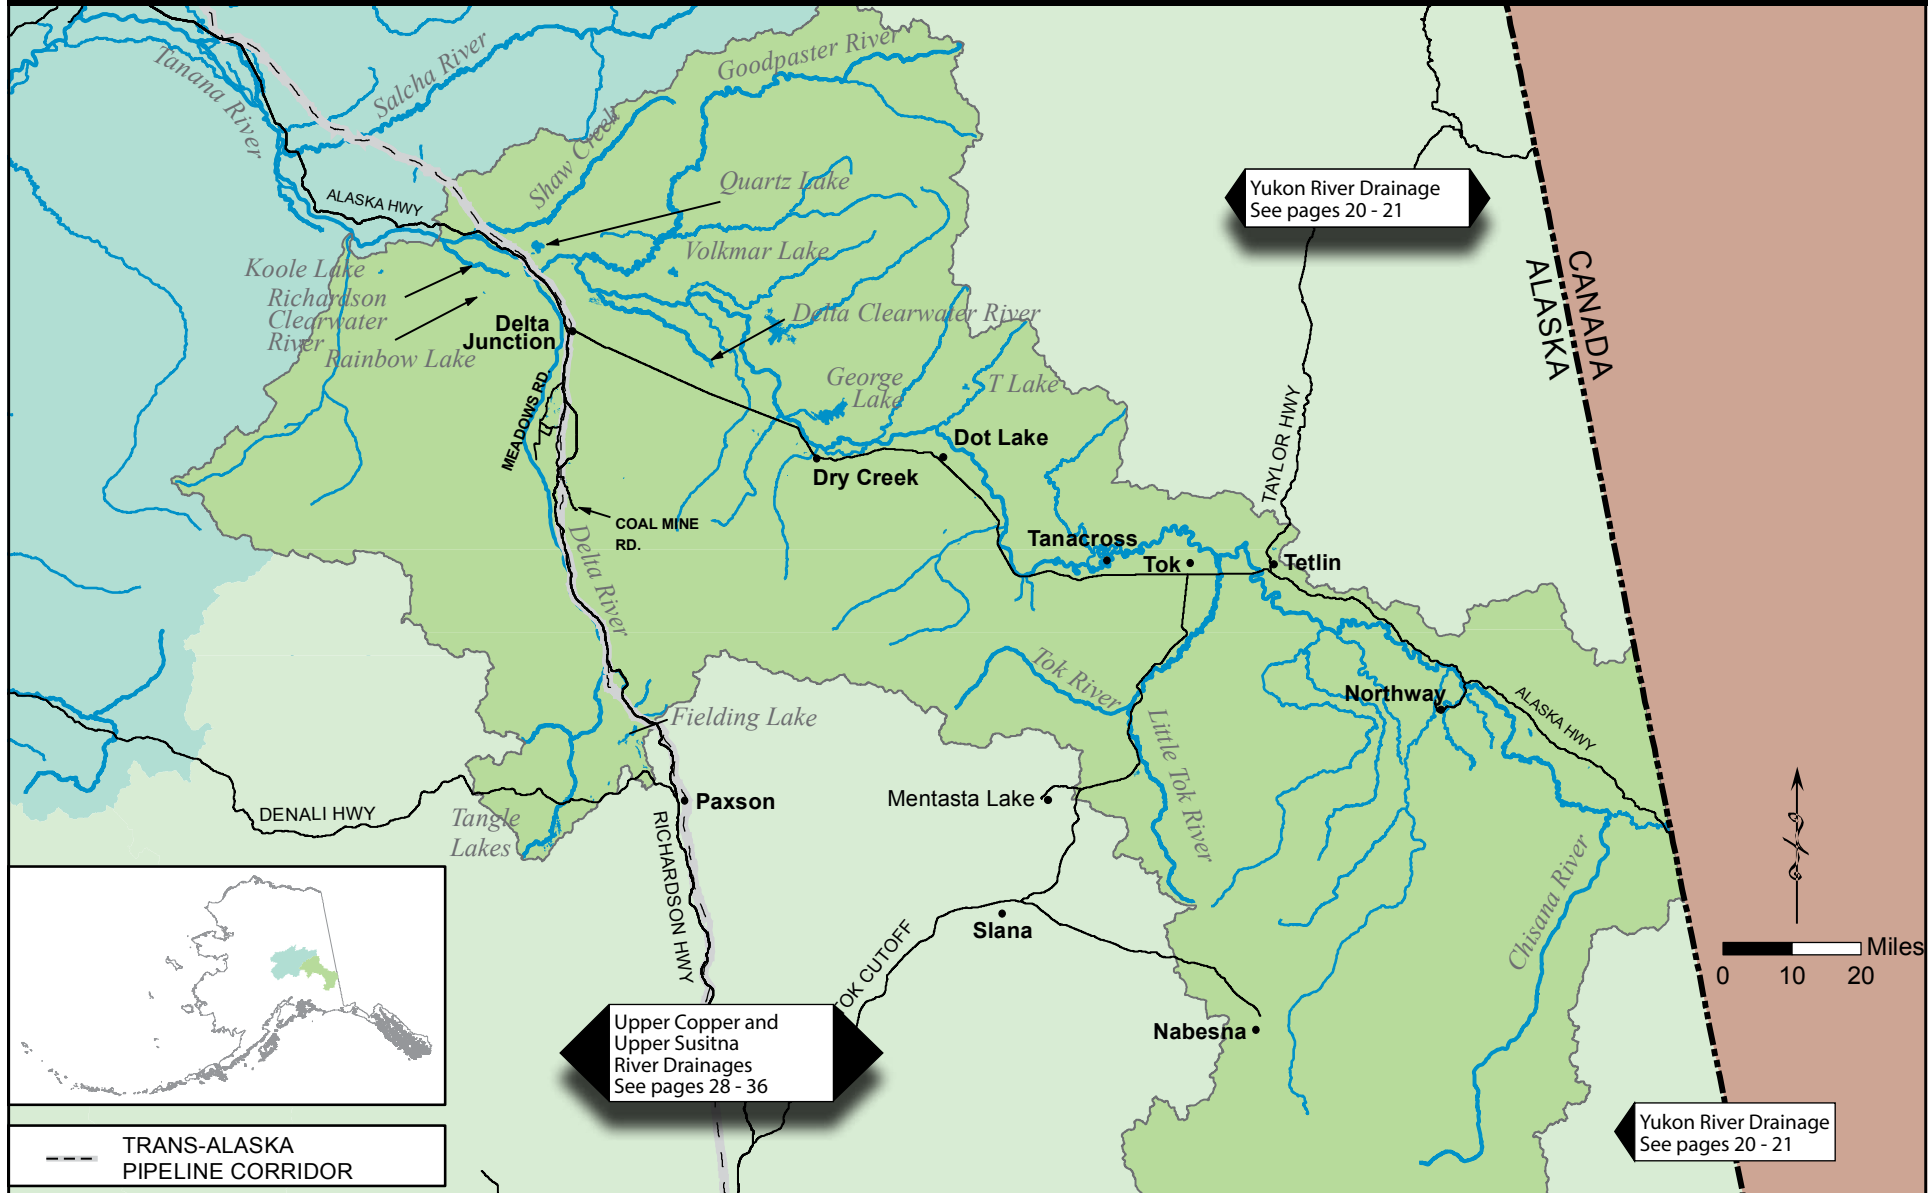 Tanana River
Salcha River
Goodpaster River
Shaw Creek
ALASKA HWY
Quartz Lake
Volkmar Lake
Koole Lake
Richardson
Clearwater
River
Rainbow Lake
Delta
Junction
Delta Clearwater River
George
Lake
T Lake
MEADOWS RD.
Dot Lake
Dry Creek
COAL MINE
RD.
Delta River
Tanacross
Tok
Tetlin
TAYLOR HWY
Yukon River Drainage
See pages 20 - 21
CANADA
ALASKA
Tok River
Little Tok River
Northway
ALASKA HWY
Fielding Lake
Paxson
Mentasta Lake
DENALI HWY
Tangle
Lakes
RICHARDSON HWY
Slana
TOK CUTOFF
Nabesna
Chisana River
Miles
0 10 20
Upper Copper and
Upper Susitna
River Drainages
See pages 28 - 36
Yukon River Drainage
See pages 20 - 21
TRANS-ALASKA
PIPELINE CORRIDOR